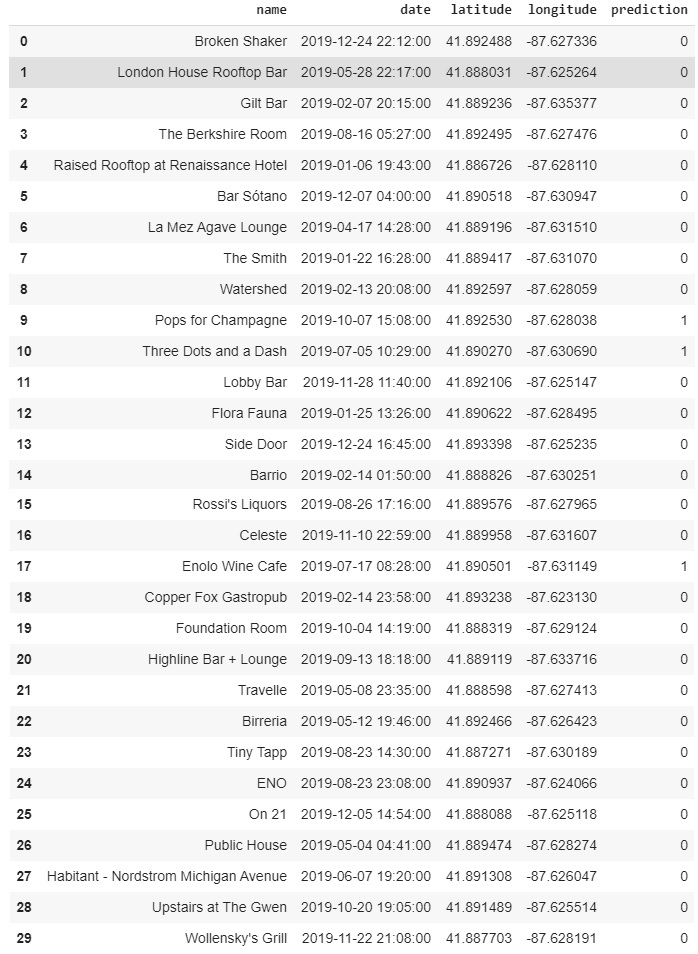 name date latitude longitude prediction
0 Broken Shaker 2019-12-24 22:12:00 41.892488 -87.627336 0
1 London House Rooftop Bar 2019-05-28 22:17:00 41.888031 -87.625264 0
2 Gilt Bar 2019-02-07 20:15:00 41.889236 -87.635377 0
3 The Berkshire Room 2019-08-16 05:27:00 41.892495 -87.627476 0
4 Raised Rooftop at Renaissance Hotel 2019-01-06 19:43:00 41.886726 -87.628110 0
5 Bar Sótano 2019-12-07 04:00:00 41.890518 -87.630947 0
6 La Mez Agave Lounge 2019-04-17 14:28:00 41.889196 -87.631510 0
7 The Smith 2019-01-22 16:28:00 41.889417 -87.631070 0
8 Watershed 2019-02-13 20:08:00 41.892597 -87.628059 0
9 Pops for Champagne 2019-10-07 15:08:00 41.892530 -87.628038 1
10 Three Dots and a Dash 2019-07-05 10:29:00 41.890270 -87.630690 1
11 Lobby Bar 2019-11-28 11:40:00 41.892106 -87.625147 0
12 Flora Fauna 2019-01-25 13:26:00 41.890622 -87.628495 0
13 Side Door 2019-12-24 16:45:00 41.893398 -87.625235 0
14 Barrio 2019-02-14 01:50:00 41.888826 -87.630251 0
15 Rossi's Liquors 2019-08-26 17:16:00 41.889576 -87.627965 0
16 Celeste 2019-11-10 22:59:00 41.889958 -87.631607 0
17 Enolo Wine Cafe 2019-07-17 08:28:00 41.890501 -87.631149 1
18 Copper Fox Gastropub 2019-02-14 23:58:00 41.893238 -87.623130 0
19 Foundation Room 2019-10-04 14:19:00 41.888319 -87.629124 0
20 Highline Bar + Lounge 2019-09-13 18:18:00 41.889119 -87.633716 0
21 Travelle 2019-05-08 23:35:00 41.888598 -87.627413 0
22 Birreria 2019-05-12 19:46:00 41.892466 -87.626423 0
23 Tiny Tapp 2019-08-23 14:30:00 41.887271 -87.630189 0
24 ENO 2019-08-23 23:08:00 41.890937 -87.624066 0
25 On 21 2019-12-05 14:54:00 41.888088 -87.625118 0
26 Public House 2019-05-04 04:41:00 41.889474 -87.628274 0
27 Habitant - Nordstrom Michigan Avenue 2019-06-07 19:20:00 41.891308 -87.626047 0
28 Upstairs at The Gwen 2019-10-20 19:05:00 41.891489 -87.625514 0
29 Wollensky's Grill 2019-11-22 21:08:00 41.887703 -87.628191 0